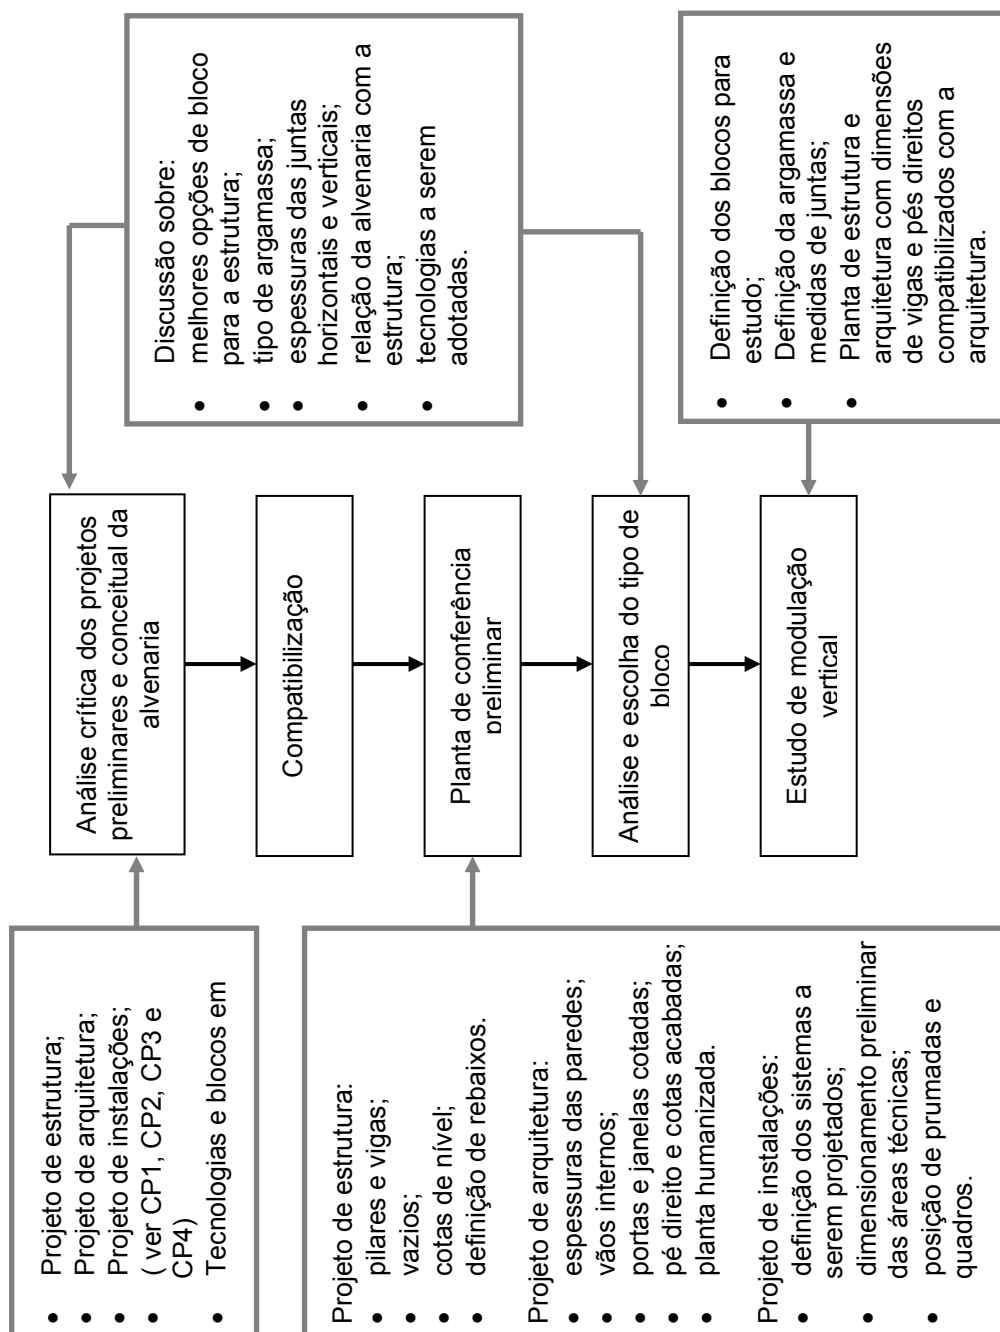 • Projeto de estrutura;
• Projeto de arquitetura;
• Projeto de instalações;
• ( ver CP1, CP2, CP3 e
CP4)
• Tecnologias e blocos em
Projeto de estrutura:
• pilares e vigas;
• vazios;
• cotas de nível;
• definição de rebaixos.
Projeto de arquitetura:
• espessuras das paredes;
• vãos internos;
• portas e janelas cotadas;
• pé direito e cotas acabadas;
• planta humanizada.
Projeto de instalações:
• definição dos sistemas a
serem projetados;
• dimensionamento preliminar
das áreas técnicas;
• posição de prumadas e
quadros.
Análise crítica dos projetos
preliminares e conceitual da
alvenaria
Compatibilização
Planta de conferência
preliminar
Análise e escolha do tipo de
bloco
Estudo de modulação
vertical
Discussão sobre:
• melhores opções de bloco
para a estrutura;
• tipo de argamassa;
• espessuras das juntas
horizontais e verticais;
• relação da alvenaria com a
estrutura;
• tecnologias a serem
adotadas.
• Definição dos blocos para
estudo;
• Definição da argamassa e
medidas de juntas;
• Planta de estrutura e
arquitetura com dimensões
de vigas e pés direitos
compatibilizados com a
arquitetura.